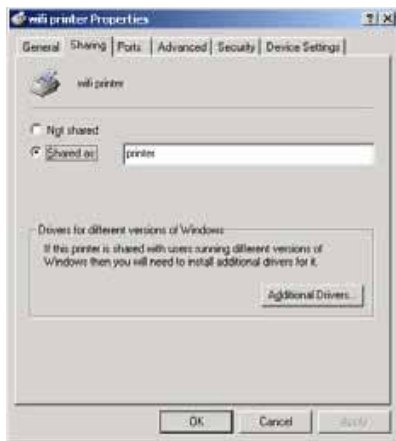 wifi printer Properties
General Sharing Ports Advanced Security Device Settings
wifi printer
Not shared
Shared as: printer
Drivers for different versions of Windows
If this printer is shared with users running different versions of
Windows then you will need to install additional drivers for it.
Additional Drivers...
OK Cancel Apply